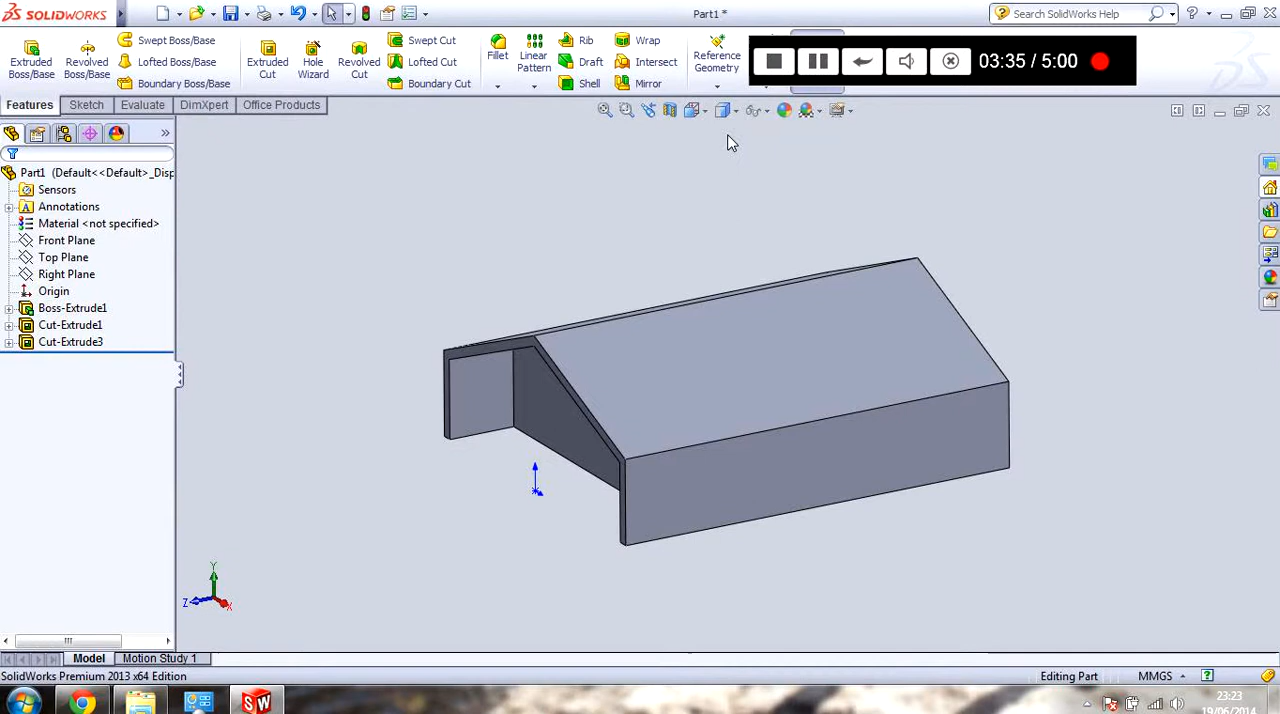 SOLIDWORKS
Part1 *
Search SolidWorks Help
Extruded Boss/Base
Revolved Boss/Base
Swept Boss/Base
Lofted Boss/Base
Boundary Boss/Base
Extruded Cut
Hole Wizard
Revolved Cut
Swept Cut
Lofted Cut
Boundary Cut
Fillet
Linear Pattern
Rib
Draft
Shell
Wrap
Intersect
Mirror
Reference Geometry
03:35 / 5:00
Features
Sketch
Evaluate
DimXpert
Office Products
Part1 (Default<<Default>_Disp
Sensors
Annotations
Material <not specified>
Front Plane
Top Plane
Right Plane
Origin
Boss-Extrude1
Cut-Extrude1
Cut-Extrude3
Y
Z
X
Model
Motion Study 1
SolidWorks Premium 2013 x64 Edition
Editing Part
MMGS
23:23
19/06/2014